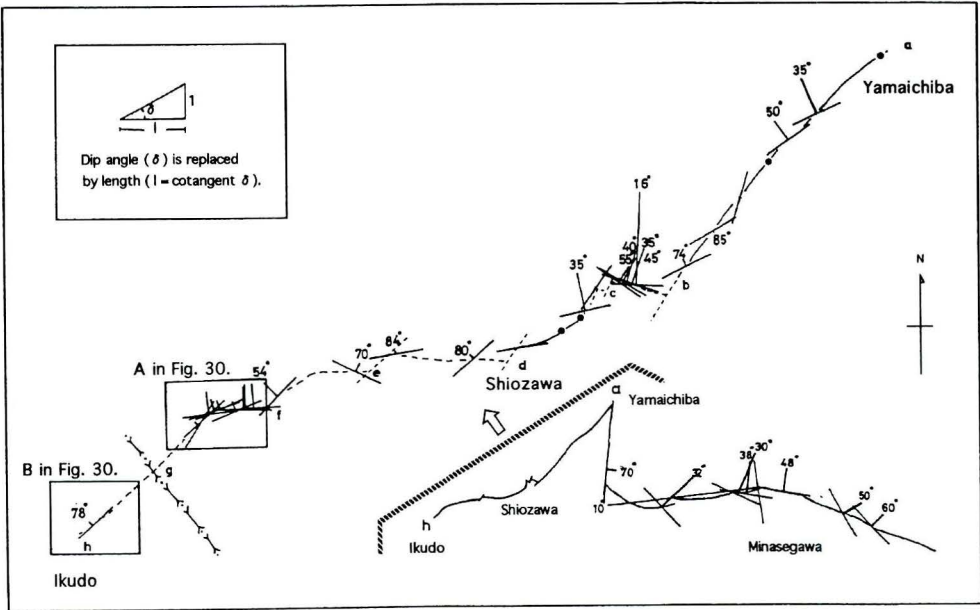 a
Yamaichiba
35°
50°
85°
74°
b
16°
40°
35°
55°
45°
35°
c
N
δ
1
l
Dip angle (δ) is replaced
by length (l = cotangent δ).
84°
70°
e
80°
d
Shiozawa
A in Fig. 30.
54°
f
g
B in Fig. 30.
78°
h
Ikudo
a
Yamaichiba
70°
10°
Shiozawa
h
Ikudo
32°
38°
30°
48°
50°
60°
Minasegawa